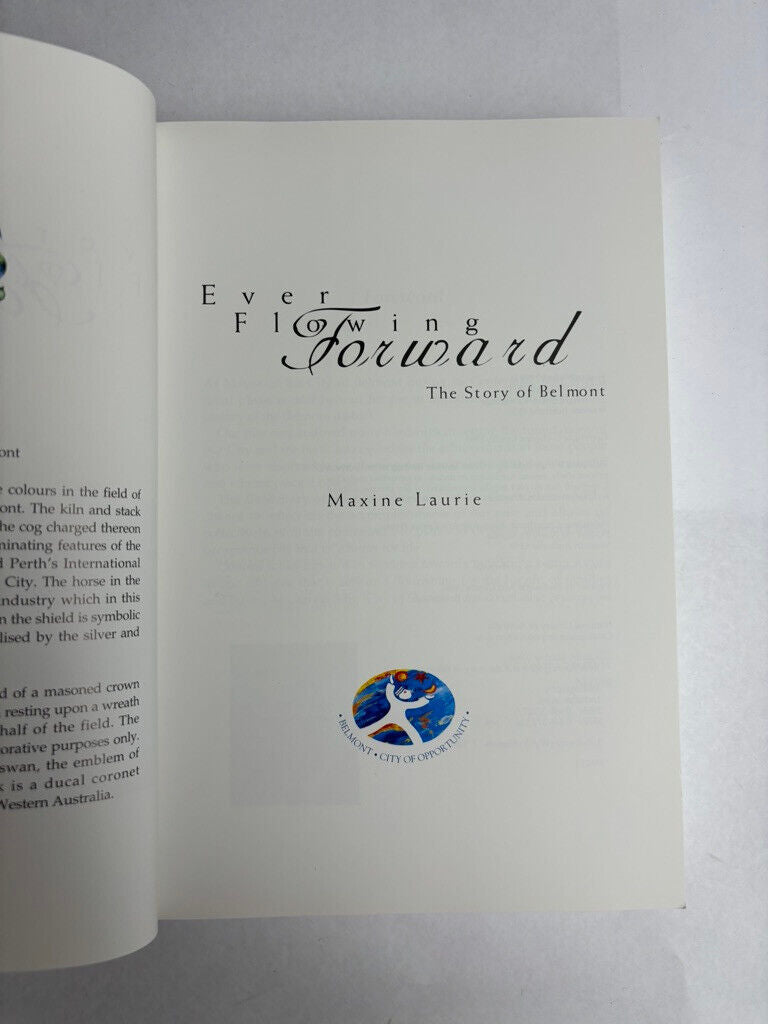 ont
colours in the field of
ont. The kiln and stack
he cog charged thereon
minating features of the
d Perth's International
City. The horse in the
industry which in this
n the shield is symbolic
lised by the silver and
d of a masoned crown
resting upon a wreath
half of the field. The
orative purposes only.
swan, the emblem of
k is a ducal coronet
Western Australia.
Ever
Flowing
Forward
The Story of Belmont
Maxine Laurie
• BELMONT • CITY OF OPPORTUNITY •